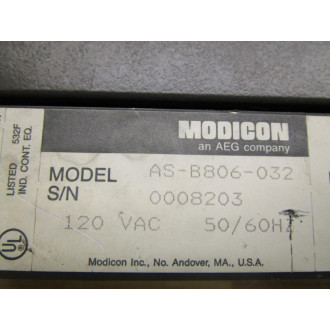 MODICON
an AEG company
LISTED 532F
IND. CONT. EQ.
MODEL AS-B806-032
S/N 0008203
120 VAC 50/60HZ
UL
Modicon Inc., No. Andover, MA., U.S.A.